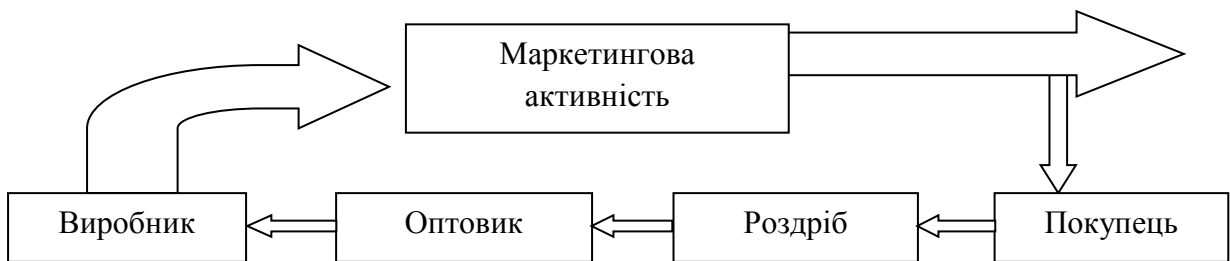 Маркетингова
активність
Виробник
Оптовик
Роздріб
Покупець